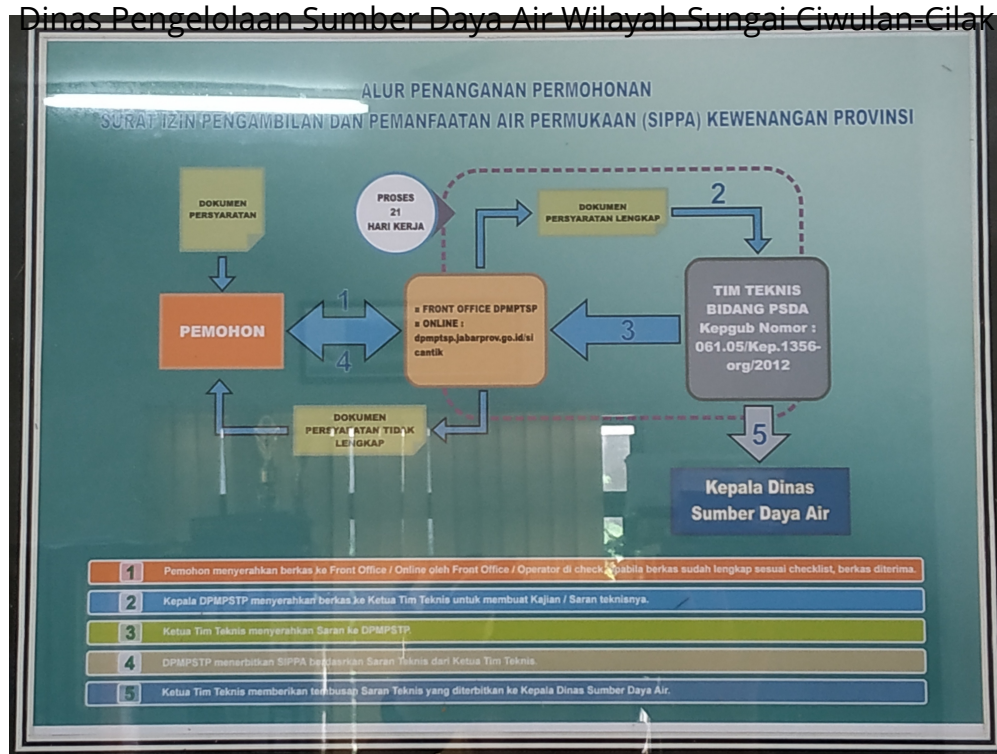 Dinas Pengelolaan Sumber Daya Air Wilayah Sungai Ciwulan-Cilak
ALUR PENANGANAN PERMOHONAN
SURAT IZIN PENGAMBILAN DAN PEMANFAATAN AIR PERMUKAAN (SIPPA) KEWENANGAN PROVINSI
DOKUMEN
PERSYARATAN
PROSES
21
HARI KERJA
DOKUMEN
PERSYARATAN LENGKAP
2
PEMOHON
1
4
FRONT OFFICE DPMPTSP
ONLINE :
dpmptsp.jabarprov.go.id/si
cantik
3
TIM TEKNIS
BIDANG PSDA
Kepgub Nomor :
061.05/Kep.1356-
org/2012
DOKUMEN
PERSYARATAN TIDAK
LENGKAP
5
Kepala Dinas
Sumber Daya Air
1 Pemohon menyerahkan berkas ke Front Office / Online oleh Front Office / Operator di check, apabila berkas sudah lengkap sesuai checklist, berkas diterima.
2 Kepala DPMPSTP menyerahkan berkas ke Ketua Tim Teknis untuk membuat Kajian / Saran teknisnya.
3 Ketua Tim Teknis menyerahkan Saran ke DPMPSTP.
4 DPMPSTP menerbitkan SIPPA berdasrkan Saran Teknis dari Ketua Tim Teknis.
5 Ketua Tim Teknis memberikan tembusap Saran Teknis yang diterbitkan ke Kepala Dinas Sumber Daya Air.